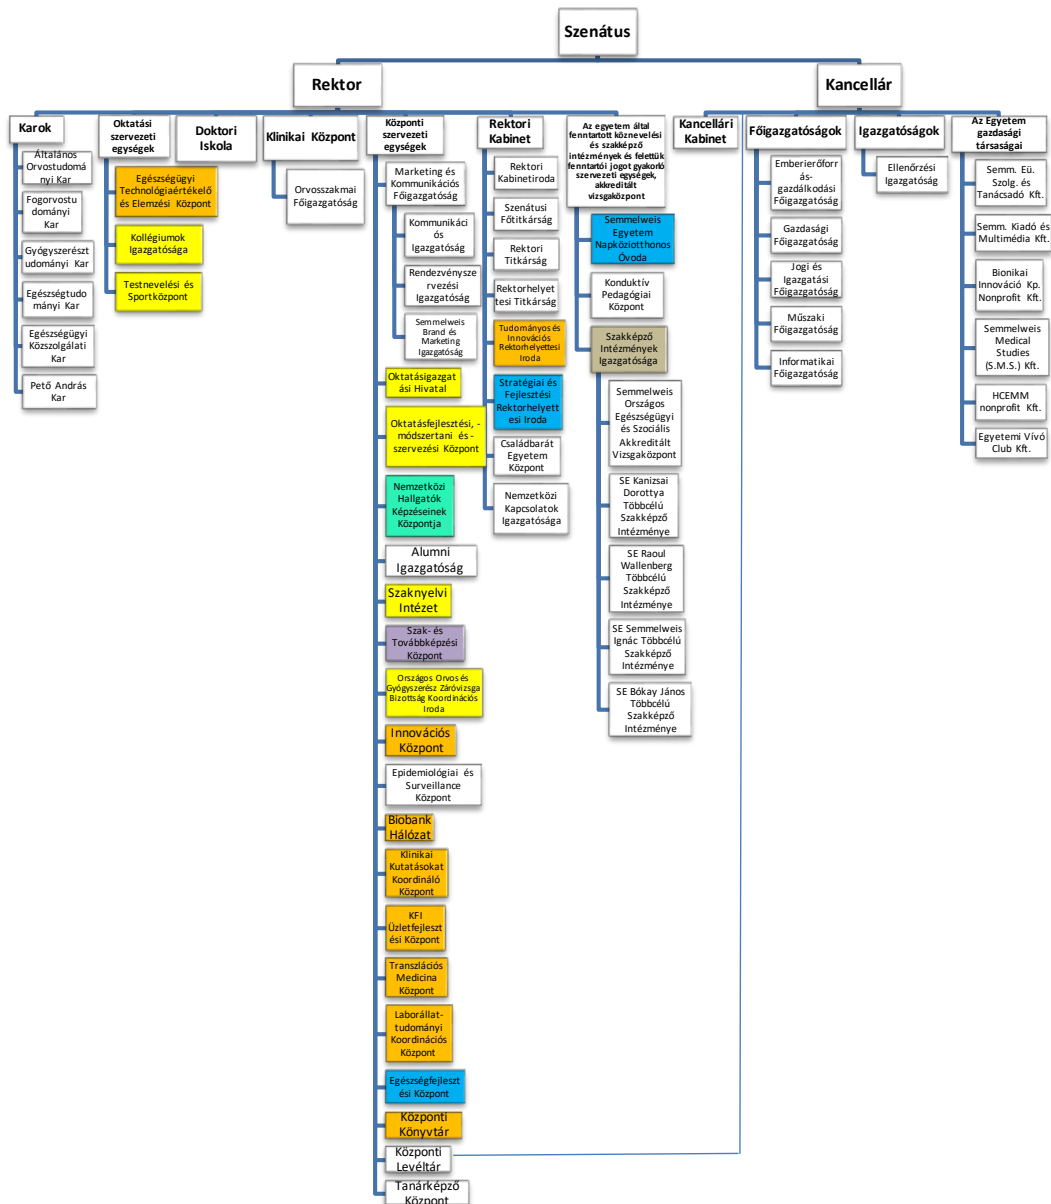 Szenátus
Rektor
Kancellár
Karok
Általános
Orvostudomá
nyi Kar
Fogorvostu
dományi
Kar
Gyógyszerészt
udományi Kar
Egészségtudo
mányi Kar
Egészségügyi
Közszolgálati
Kar
Pető András
Kar
Oktatási
szervezeti
egységek
Egészségügyi
Technológiaértékelő
és Elemzési Központ
Kollégiumok
Igazgatósága
Testnevelési és
Sportközpont
Doktori
Iskola
Klinikai Központ
Orvosszakmai
Főigazgatóság
Központi
szervezeti
egységek
Marketing és
Kommunikációs
Főigazgatóság
Kommunikáci
ós
Igazgatóság
Rendezvénysze
rvezési
Igazgatóság
Semmelweis
Brand és
Marketing
Igazgatóság
Oktatásigazgat
ási Hivatal
Oktatásfejlesztési, -
módszertani és -
szervezési Központ
Nemzetközi
Hallgatók
Képzéseinek
Központja
Alumni
Igazgatóság
Szaknyelvi
Intézet
Szak- és
Továbbképzési
Központ
Országos Orvos és
Gyógyszerész Záróvizsga
Bizottság Koordinációs
Iroda
Innovációs
Központ
Epidemiológiai és
Surveillance
Központ
Biobank
Hálózat
Klinikai
Kutatásokat
Koordináló
Központ
KFI
Üzletfejleszt
ési Központ
Transzlációs
Medicina
Központ
Laborállat-
tudományi
Koordinációs
Központ
Egészségfejleszt
ési Központ
Központi
Könyvtár
Központi
Levéltár
Tanárképző
Központ
Rektori
Kabinet
Rektori
Kabinetiroda
Szenátusi
Főtitkárság
Rektori
Titkárság
Rektorhelyet
tesi Titkárság
Tudományos és
Innovációs
Rektorhelyettesi
Iroda
Stratégiai és
Fejlesztési
Rektorhelyett
esi Iroda
Családbarát
Egyetem
Központ
Nemzetközi
Kapcsolatok
Igazgatósága
Az egyetem által
fenntartott köznevelési
és szakképző
intézmények és felettük
fenntartói jogot gyakorló
szervezeti egységek,
akkreditált
vizsgaközpont
Semmelweis
Egyetem
Napköziotthonos
Óvoda
Konduktív
Pedagógiai
Központ
Szakképző
Intézmények
Igazgatósága
Semmelweis
Országos
Egészségügyi
és Szociális
Akkreditált
Vizsgaközpont
SE Kanizsai
Dorottya
Többcélú
Szakképző
Intézménye
SE Raoul
Wallenberg
Többcélú
Szakképző
Intézménye
SE Semmelweis
Ignác Többcélú
Szakképző
Intézménye
SE Bókay János
Többcélú
Szakképző
Intézménye
Kancellári
Kabinet
Főigazgatóságok
Emberierőforr
ás-
gazdálkodási
Főigazgatóság
Gazdasági
Főigazgatóság
Jogi és
Igazgatási
Főigazgatóság
Műszaki
Főigazgatóság
Informatikai
Főigazgatóság
Igazgatóságok
Ellenőrzési
Igazgatóság
Az Egyetem
gazdasági
társaságai
Semm. Eü.
Szolg. és
Tanácsadó Kft.
Semm. Kiadó és
Multimédia Kft.
Bionikai
Innováció Kp.
Nonprofit Kft.
Semmelweis
Medical
Studies
(S.M.S.) Kft.
HCEMM
nonprofit Kft.
Egyetemi Vívó
Club Kft.